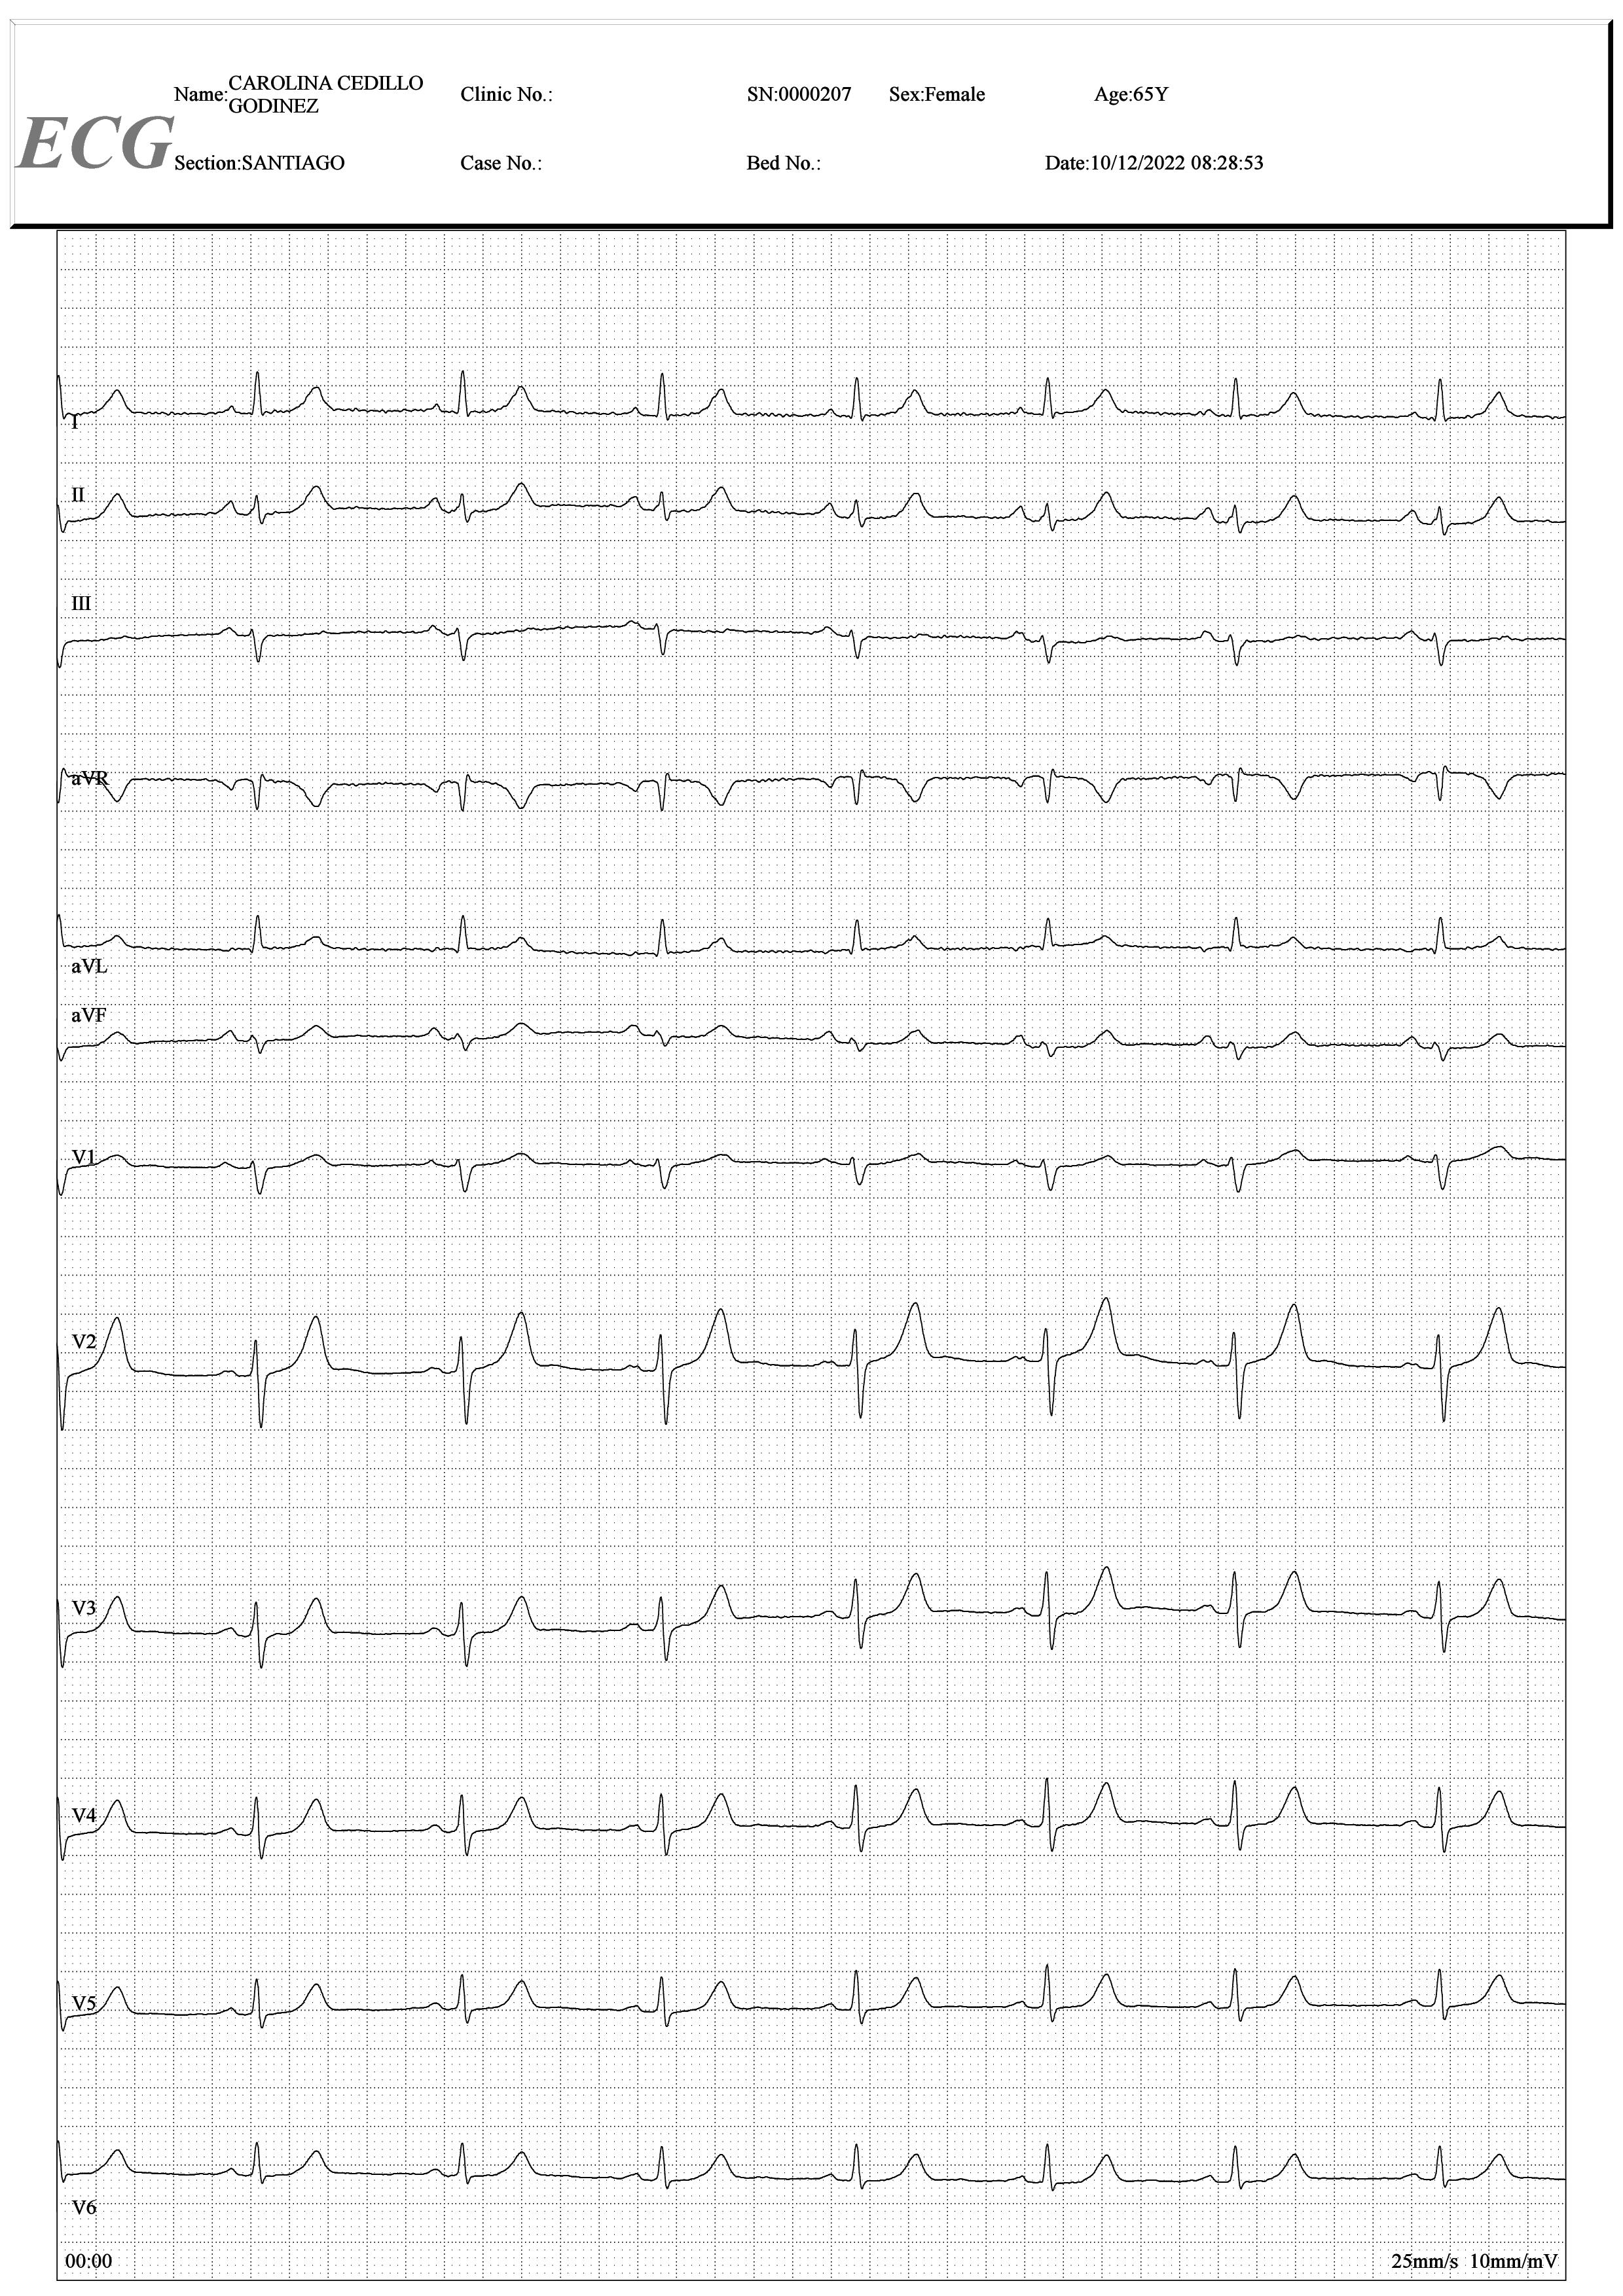 ECG
Name:CAROLINA CEDILLO GODINEZ
Clinic No.:
SN:0000207
Sex:Female
Age:65Y
Section:SANTIAGO
Case No.:
Bed No.:
Date:10/12/2022 08:28:53
I
II
III
aVR
aVL
aVF
V1
V2
V3
V4
V5
V6
00:00
25mm/s 10mm/mV